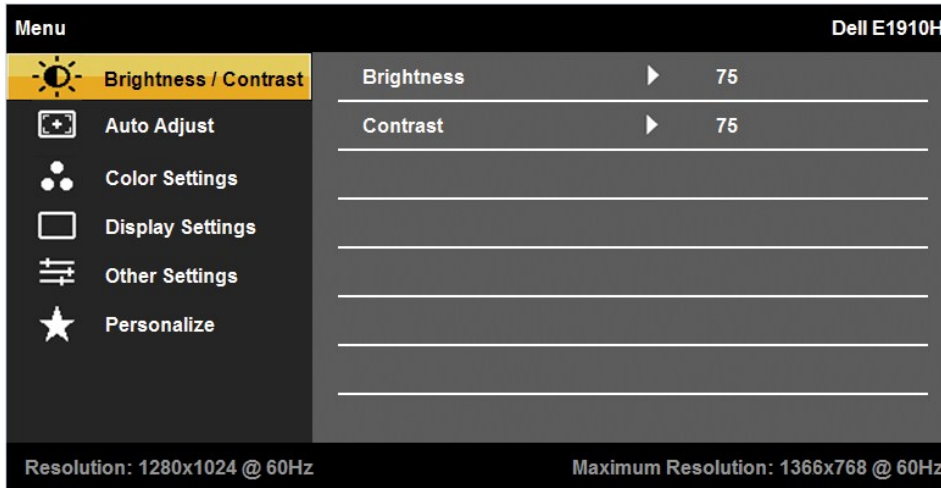 Menu Dell E1910H
Brightness / Contrast Brightness 75
Auto Adjust Contrast 75
Color Settings
Display Settings
Other Settings
Personalize
Resolution: 1280x1024 @ 60Hz Maximum Resolution: 1366x768 @ 60Hz